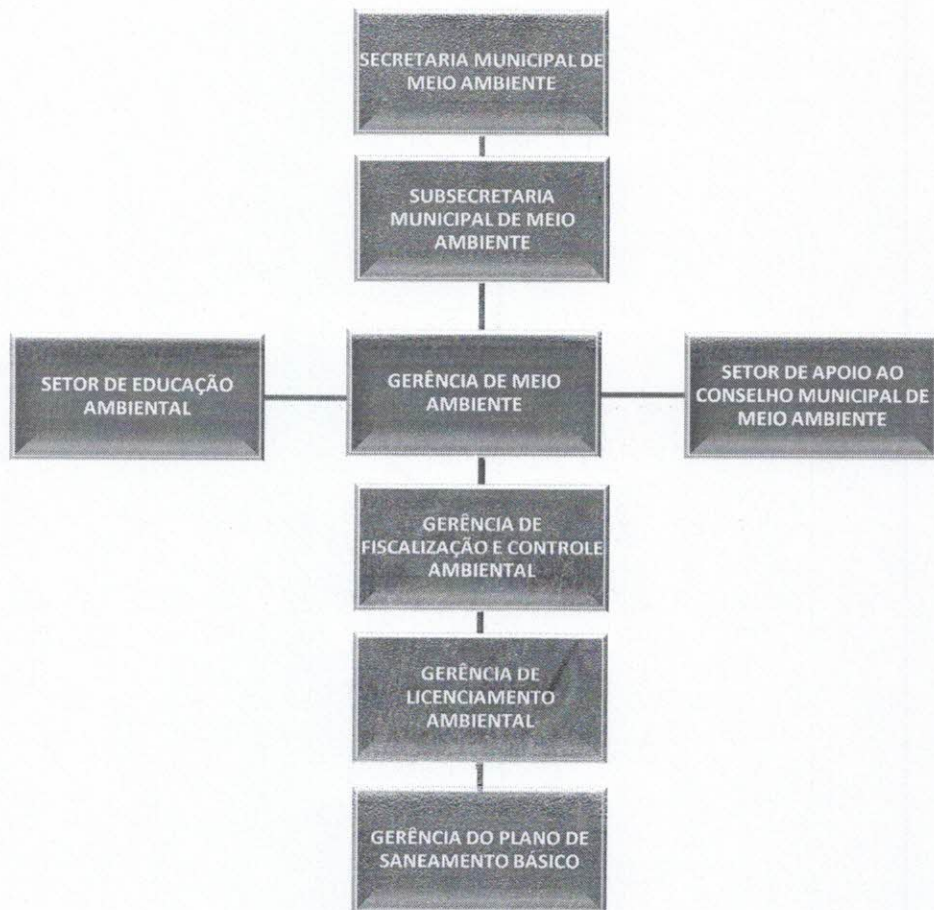 SECRETARIA MUNICIPAL DE
MEIO AMBIENTE
SUBSECRETARIA
MUNICIPAL DE MEIO
AMBIENTE
SETOR DE EDUCAÇÃO
AMBIENTAL
GERÊNCIA DE MEIO
AMBIENTE
SETOR DE APOIO AO
CONSELHO MUNICIPAL DE
MEIO AMBIENTE
GERÊNCIA DE
FISCALIZAÇÃO E CONTROLE
AMBIENTAL
GERÊNCIA DE
LICENCIAMENTO
AMBIENTAL
GERÊNCIA DO PLANO DE
SANEAMENTO BÁSICO